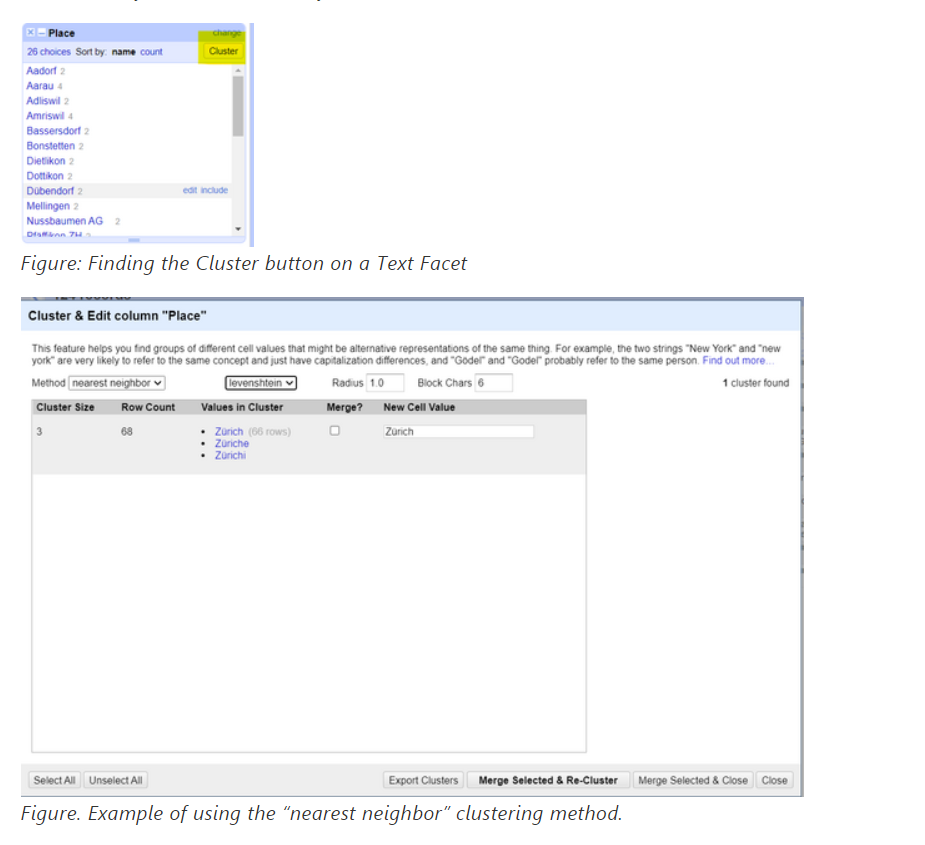 Place change
26 choices Sort by: name count Cluster
Aadorf 2
Aarau 4
Adliswil 2
Amriswil 4
Bassersdorf 2
Bonstetten 2
Dietlikon 2
Dottikon 2
Dübendorf 2 edit include
Mellingen 2
Nussbaumen AG 2
Pfäffikon ZH 2
Figure: Finding the Cluster button on a Text Facet
Cluster & Edit column "Place"
This feature helps you find groups of different cell values that might be alternative representations of the same thing. For example, the two strings "New York" and "new
york" are very likely to refer to the same concept and just have capitalization differences, and "Gödel" and "Godel" probably refer to the same person. Find out more...
Method nearest neighbor levenshtein Radius 1.0 Block Chars 6 1 cluster found
Cluster Size Row Count Values in Cluster Merge? New Cell Value
3 68 • Zürich (66 rows) Zürich
• Züriche
• Zürichi
Select All Unselect All Export Clusters Merge Selected & Re-Cluster Merge Selected & Close Close
Figure. Example of using the “nearest neighbor” clustering method.